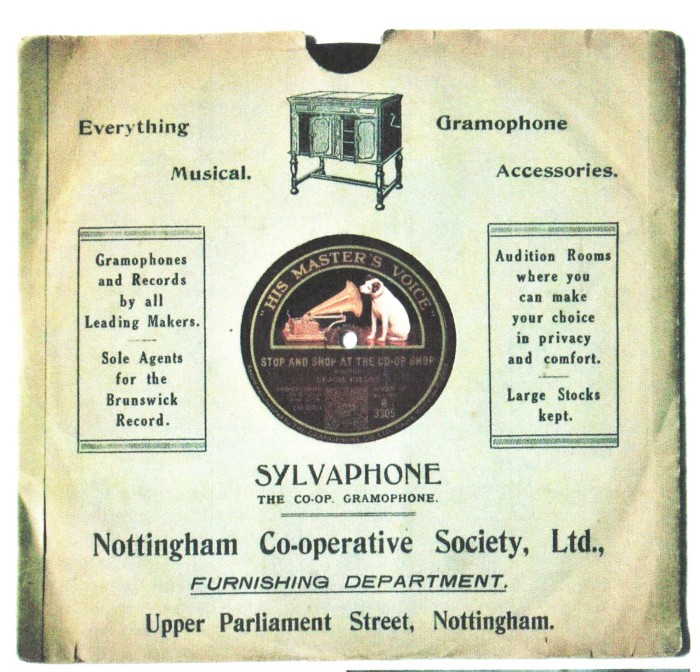 Everything
Musical.
Gramophone
Accessories.
Gramophones
and Records
by all
Leading Makers.
Sole Agents
for the
Brunswick
Record.
"HIS MASTER'S VOICE"
STOP AND SHOP AT THE CO-OP SHOP
GRACIE FIELDS
B
3305
Audition Rooms
where you
can make
your choice
in privacy
and comfort.
Large Stocks
kept.
SYLVAPHONE
THE CO-OP. GRAMOPHONE.
Nottingham Co-operative Society, Ltd.,
FURNISHING DEPARTMENT.
Upper Parliament Street, Nottingham.